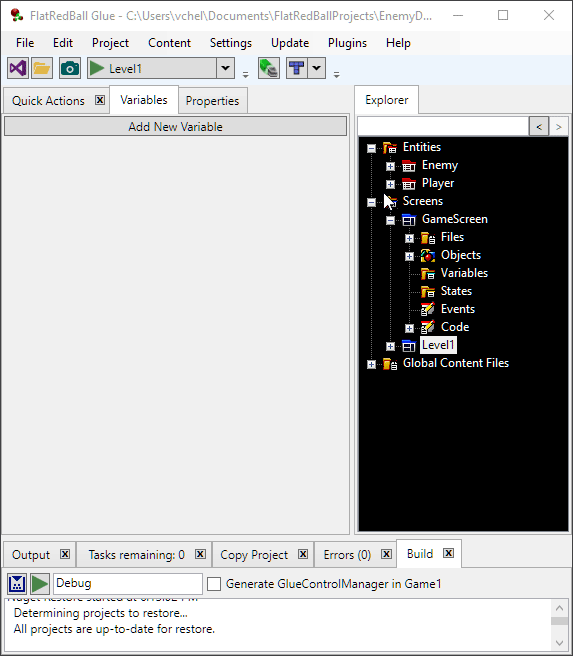 FlatRedBall Glue - C:\Users\vchel\Documents\FlatRedBallProjects\EnemyD...
File Edit Project Content Settings Update Plugins Help
Level1
Quick Actions Variables Properties
Explorer
Add New Variable
< >
Entities
Enemy
Player
Screens
GameScreen
Files
Objects
Variables
States
Events
Code
Level1
Global Content Files
Output Tasks remaining: 0 Copy Project Errors (0) Build
Debug Generate GlueControlManager in Game1
Determining projects to restore...
All projects are up-to-date for restore.